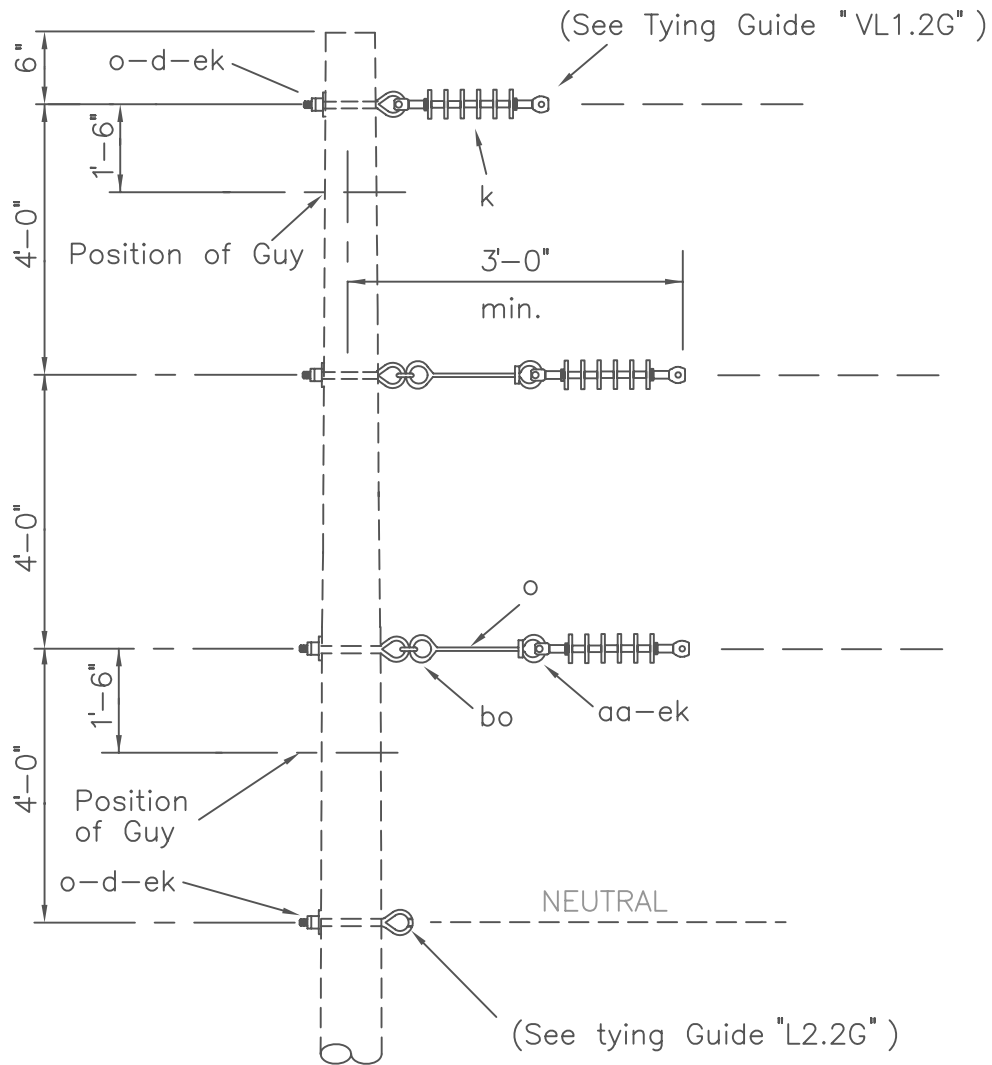 (See Tying Guide "VL1.2G")
6"
o-d-ek
1'-6"
k
4'-0"
Position of Guy
3'-0"
min.
4'-0"
o
1'-6"
bo
aa-ek
4'-0"
Position
of Guy
o-d-ek
NEUTRAL
(See tying Guide "L2.2G")